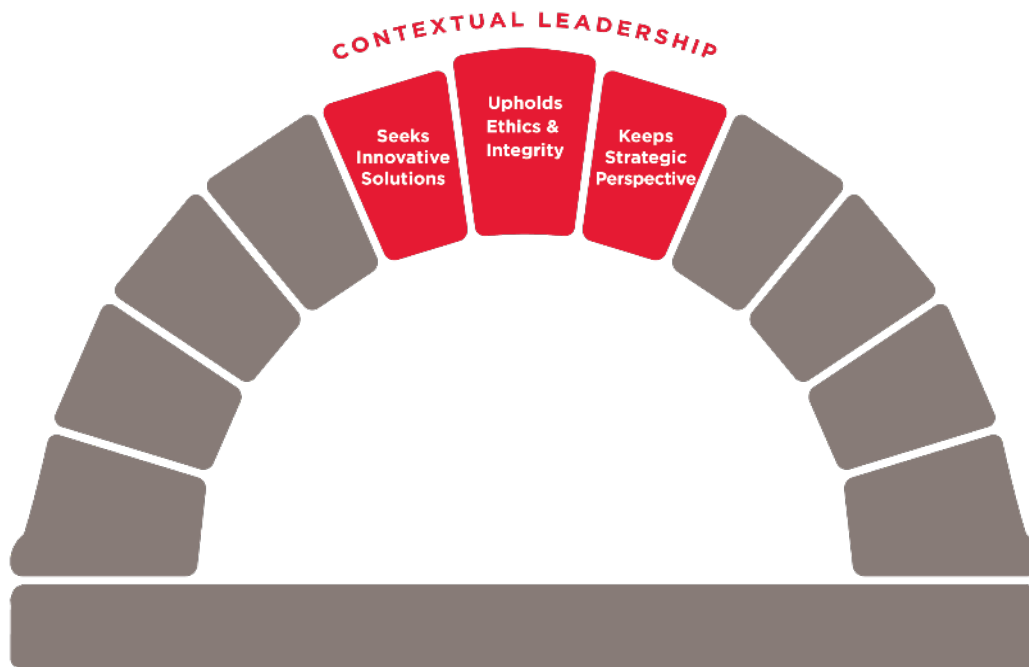 CONTEXTUAL LEADERSHIP
Seeks
Innovative
Solutions
Upholds
Ethics &
Integrity
Keeps
Strategic
Perspective